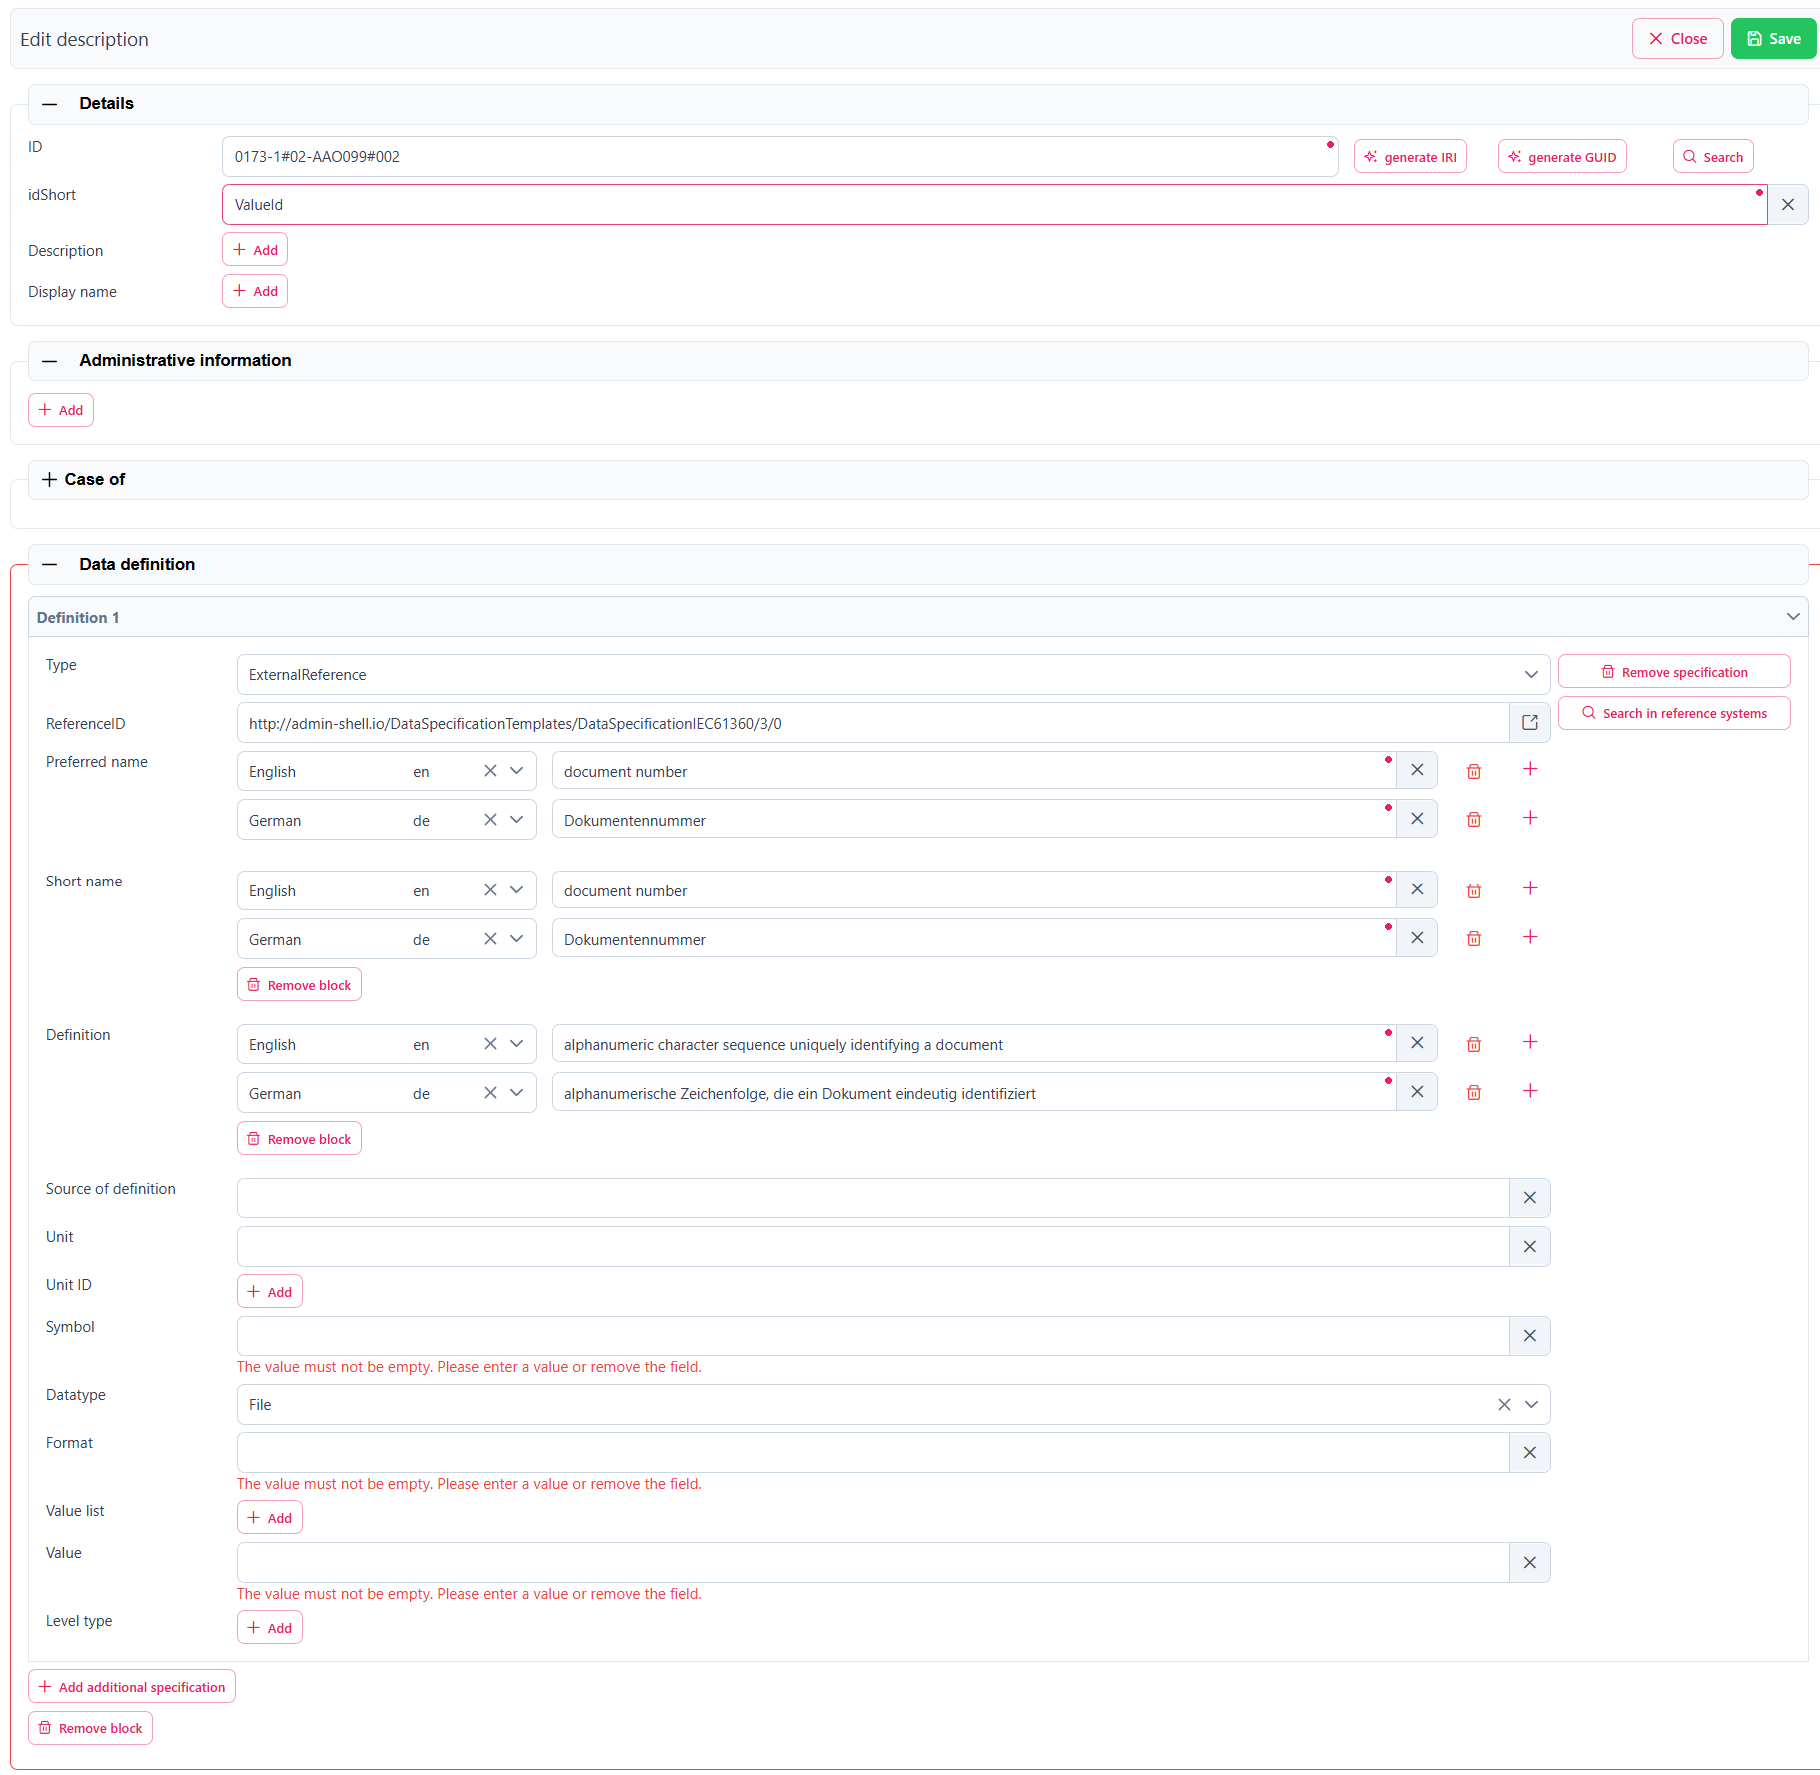 Edit description
Close
Save
Details
ID
0173-1#02-AAO099#002
generate IRI
generate GUID
Search
idShort
ValueId
Description
Add
Display name
Add
Administrative information
Add
Case of
Data definition
Definition 1
Type
ExternalReference
Remove specification
ReferenceID
http://admin-shell.io/DataSpecificationTemplates/DataSpecificationIEC61360/3/0
Search in reference systems
Preferred name
English en
document number
German de
Dokumentennummer
Short name
English en
document number
German de
Dokumentennummer
Remove block
Definition
English en
alphanumeric character sequence uniquely identifying a document
German de
alphanumerische Zeichenfolge, die ein Dokument eindeutig identifiziert
Remove block
Source of definition
Unit
Unit ID
Add
Symbol
The value must not be empty. Please enter a value or remove the field.
Datatype
File
Format
The value must not be empty. Please enter a value or remove the field.
Value list
Add
Value
The value must not be empty. Please enter a value or remove the field.
Level type
Add
Add additional specification
Remove block